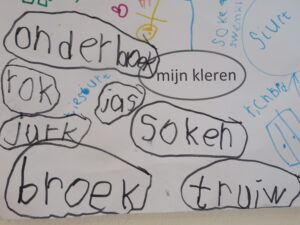 onderbroek
mijn kleren
rok
jas
jurk
soken
broek
truiw